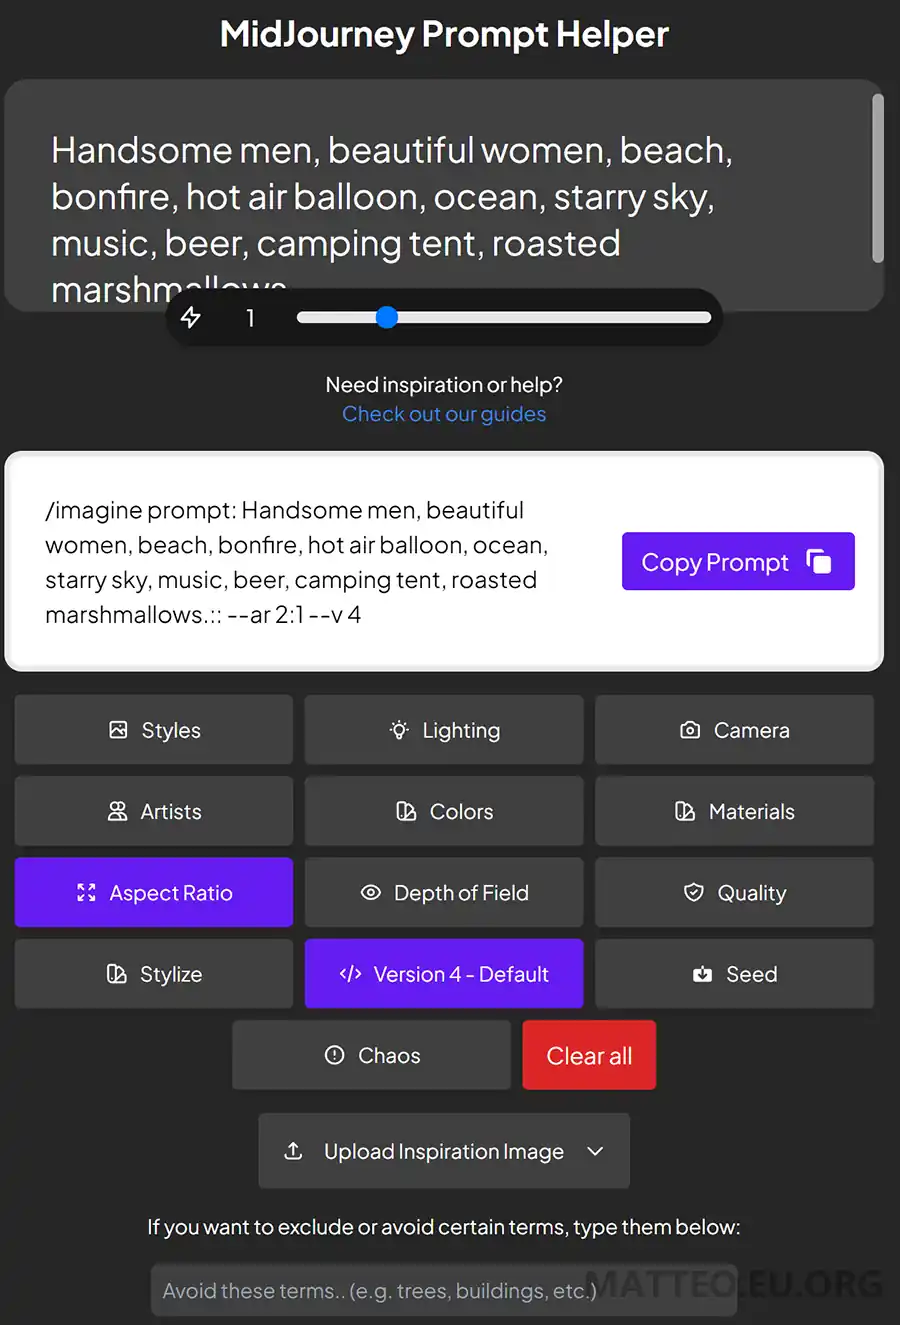 MidJourney Prompt Helper
Handsome men, beautiful women, beach,
bonfire, hot air balloon, ocean, starry sky,
music, beer, camping tent, roasted
marshmallows
1
Need inspiration or help?
Check out our guides
/imagine prompt: Handsome men, beautiful
women, beach, bonfire, hot air balloon, ocean,
starry sky, music, beer, camping tent, roasted
marshmallows.:: --ar 2:1 --v 4
Copy Prompt
Styles
Lighting
Camera
Artists
Colors
Materials
Aspect Ratio
Depth of Field
Quality
Stylize
</> Version 4 - Default
Seed
Chaos
Clear all
Upload Inspiration Image
If you want to exclude or avoid certain terms, type them below:
Avoid these terms.. (e.g. trees, buildings, etc.)
MATTEO.EU.ORG